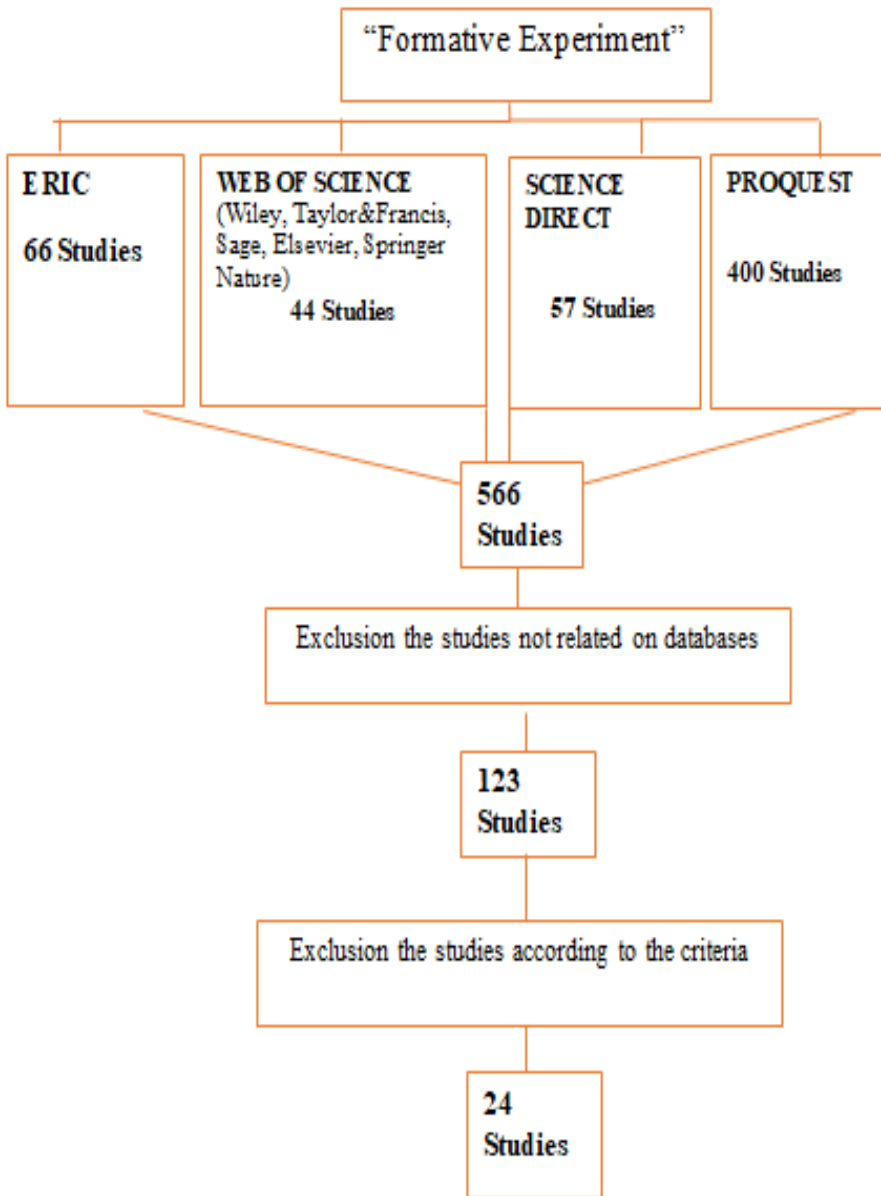 “Formative Experiment”
ERIC
66 Studies
WEB OF SCIENCE
(Wiley, Taylor&Francis,
Sage, Elsevier, Springer
Nature)
44 Studies
SCIENCE
DIRECT
57 Studies
PROQUEST
400 Studies
566
Studies
Exclusion the studies not related on databases
123
Studies
Exclusion the studies according to the criteria
24
Studies